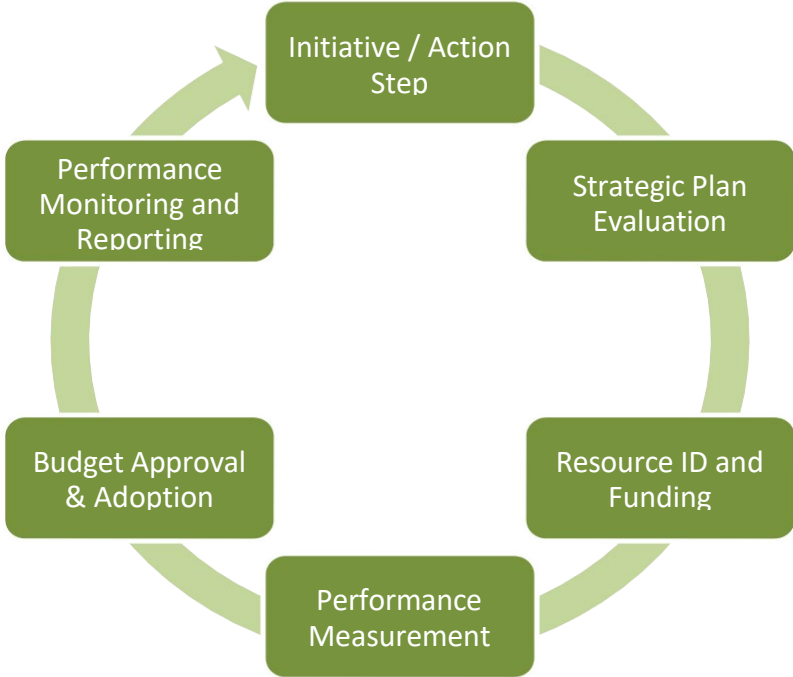 Initiative / Action
Step
Strategic Plan
Evaluation
Resource ID and
Funding
Performance
Measurement
Budget Approval
& Adoption
Performance
Monitoring and
Reporting